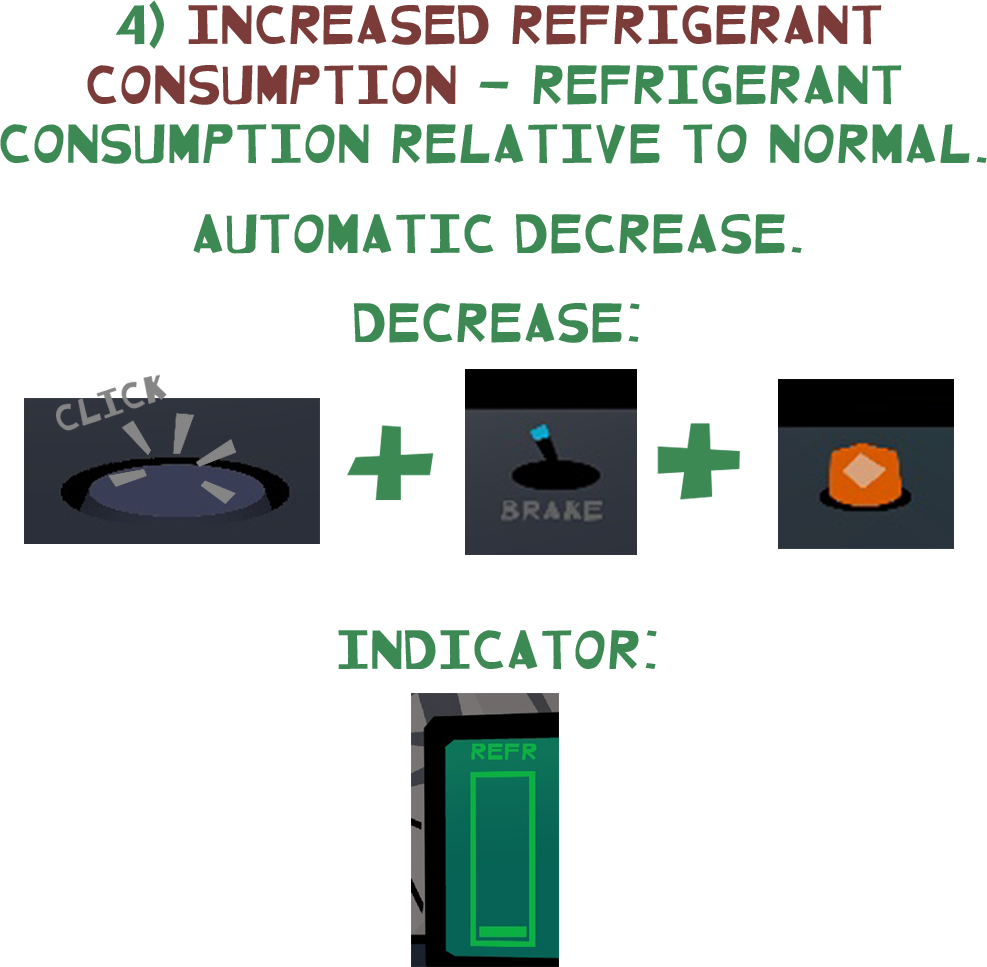 4) INCREASED REFRIGERANT
CONSUMPTION – REFRIGERANT
CONSUMPTION RELATIVE TO NORMAL.
AUTOMATIC DECREASE.
DECREASE:
CLICK
BRAKE
INDICATOR:
REFR